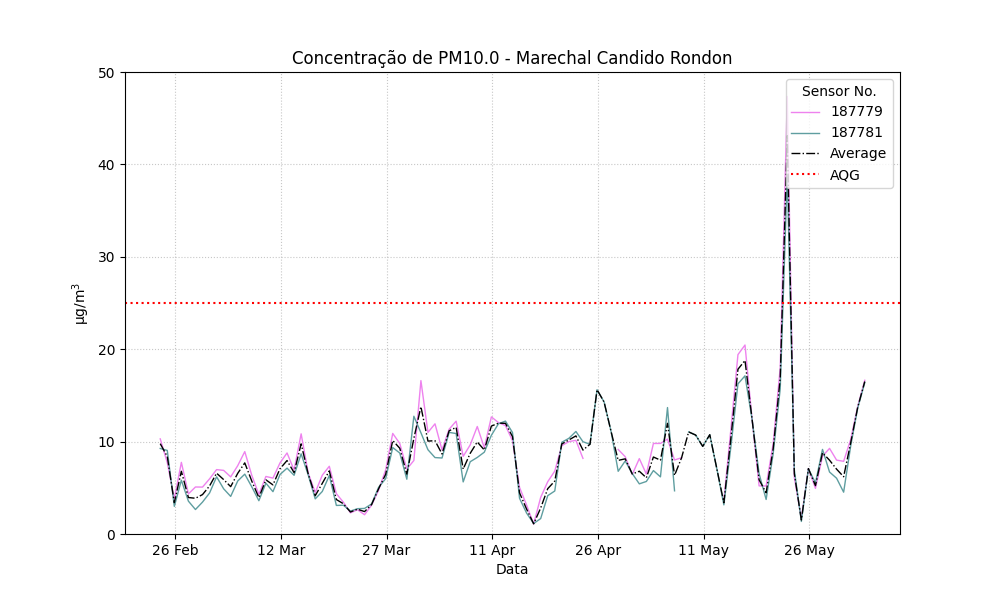 Concentração de PM10.0 - Marechal Candido Rondon
50
40
30
20
10
0
µg/m³
Sensor No.
187779
187781
Average
AQG
26 Feb
12 Mar
27 Mar
11 Apr
26 Apr
11 May
26 May
Data